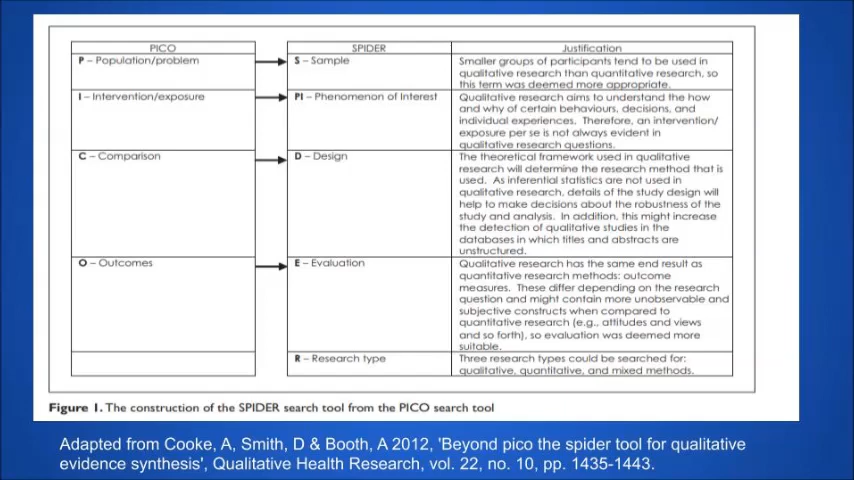 PICO
SPIDER
Justification
P – Population/problem
S – Sample
Smaller groups of participants tend to be used in
qualitative research than quantitative research, so
this term was deemed more appropriate.
I – Intervention/exposure
PI – Phenomenon of Interest
Qualitative research aims to understand the how
and why of certain behaviours, decisions, and
individual experiences. Therefore, an intervention/
exposure per se is not always evident in
qualitative research questions.
C – Comparison
D – Design
The theoretical framework used in qualitative
research will determine the research method that is
used. As inferential statistics are not used in
qualitative research, details of the study design will
help to make decisions about the robustness of the
study and analysis. In addition, this might increase
the detection of qualitative studies in the
databases in which titles and abstracts are
unstructured.
O – Outcomes
E – Evaluation
Qualitative research has the same end result as
quantitative research methods: outcome
measures. These differ depending on the research
question and might contain more unobservable and
subjective constructs when compared to
quantitative research (e.g., attitudes and views
and so forth), so evaluation was deemed more
suitable.
R – Research type
Three research types could be searched for:
qualitative, quantitative, and mixed methods.
Figure 1. The construction of the SPIDER search tool from the PICO search tool
Adapted from Cooke, A, Smith, D & Booth, A 2012, 'Beyond pico the spider tool for qualitative
evidence synthesis', Qualitative Health Research, vol. 22, no. 10, pp. 1435-1443.